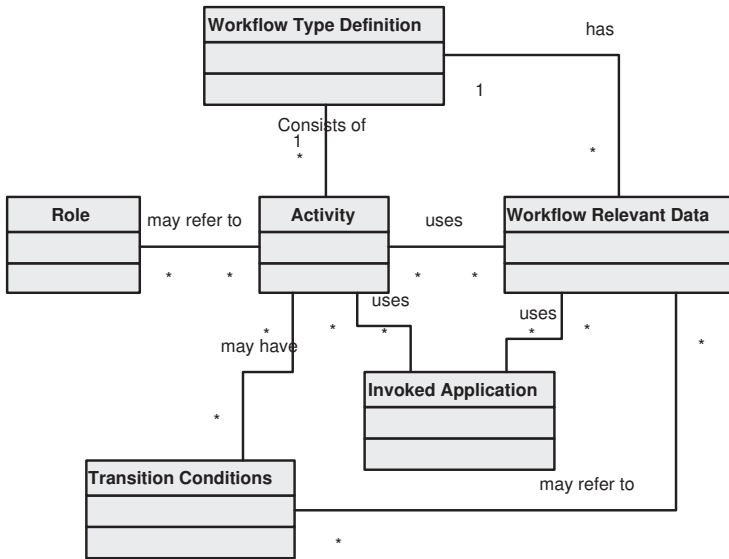 Workflow Type Definition
has
1
Consists of
1
*
*
Role
may refer to
Activity
uses
Workflow Relevant Data
*
*
*
*
uses
uses
*
*
*
*
*
*
may have
Invoked Application
*
Transition Conditions
may refer to
*